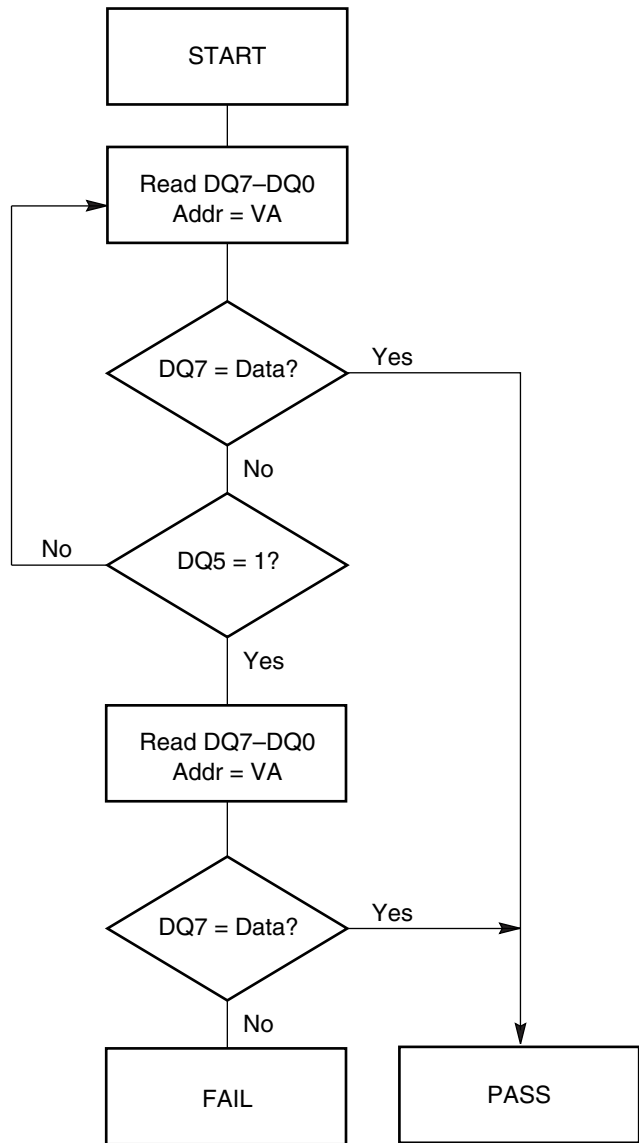 START
Read DQ7–DQ0
Addr = VA
DQ7 = Data?
Yes
No
DQ5 = 1?
No
Yes
Read DQ7–DQ0
Addr = VA
DQ7 = Data?
Yes
No
FAIL
PASS